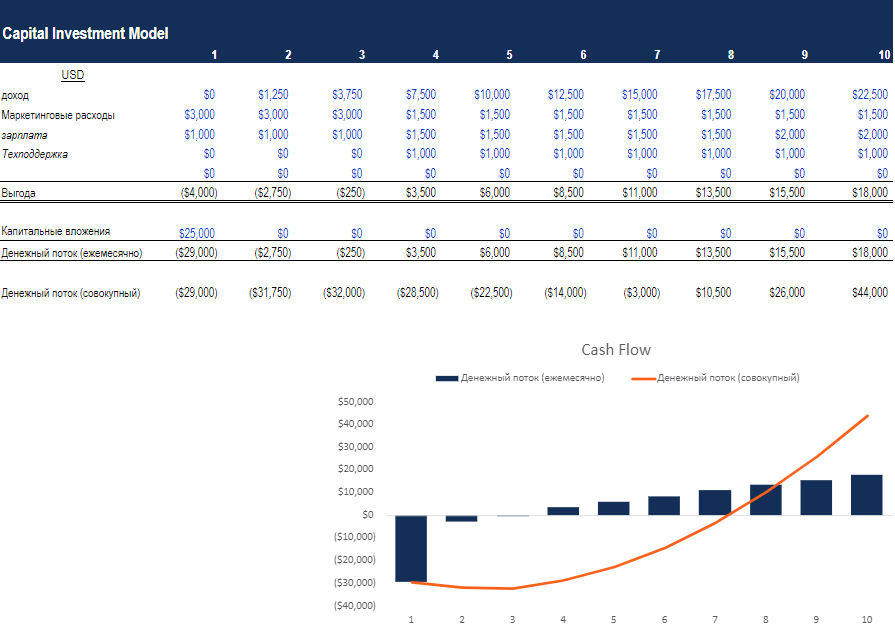 Capital Investment Model
1 2 3 4 5 6 7 8 9 10
USD
доход $0 $1,250 $3,750 $7,500 $10,000 $12,500 $15,000 $17,500 $20,000 $22,500
Маркетинговые расходы $3,000 $3,000 $3,000 $1,500 $1,500 $1,500 $1,500 $1,500 $1,500 $1,500
зарплата $1,000 $1,000 $1,000 $1,500 $1,500 $1,500 $1,500 $1,500 $2,000 $2,000
Техподдержка $0 $0 $0 $1,000 $1,000 $1,000 $1,000 $1,000 $1,000 $1,000
$0 $0 $0 $0 $0 $0 $0 $0 $0 $0
Выгода ($4,000) ($2,750) ($250) $3,500 $6,000 $8,500 $11,000 $13,500 $15,500 $18,000
Капитальные вложения $25,000 $0 $0 $0 $0 $0 $0 $0 $0 $0
Денежный поток (ежемесячно) ($29,000) ($2,750) ($250) $3,500 $6,000 $8,500 $11,000 $13,500 $15,500 $18,000
Денежный поток (совокупный) ($29,000) ($31,750) ($32,000) ($28,500) ($22,500) ($14,000) ($3,000) $10,500 $26,000 $44,000
Cash Flow
Денежный поток (ежемесячно) Денежный поток (совокупный)
$50,000
$40,000
$30,000
$20,000
$10,000
$0
($10,000)
($20,000)
($30,000)
($40,000)
1 2 3 4 5 6 7 8 9 10